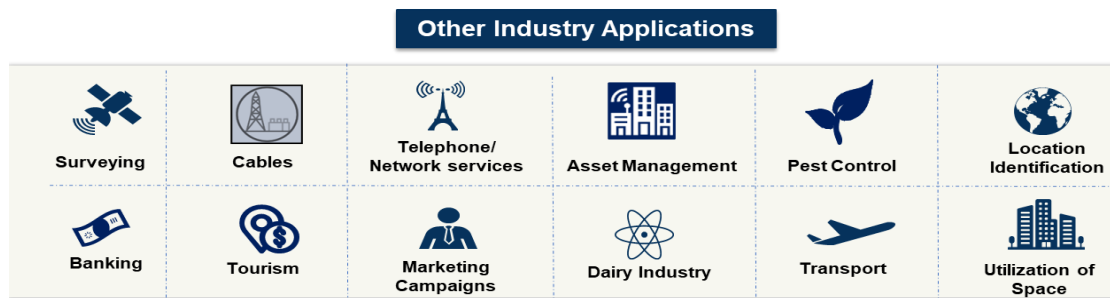 Other Industry Applications
Surveying
Cables
Telephone/
Network services
Asset Management
Pest Control
Location
Identification
Banking
Tourism
Marketing
Campaigns
Dairy Industry
Transport
Utilization of
Space